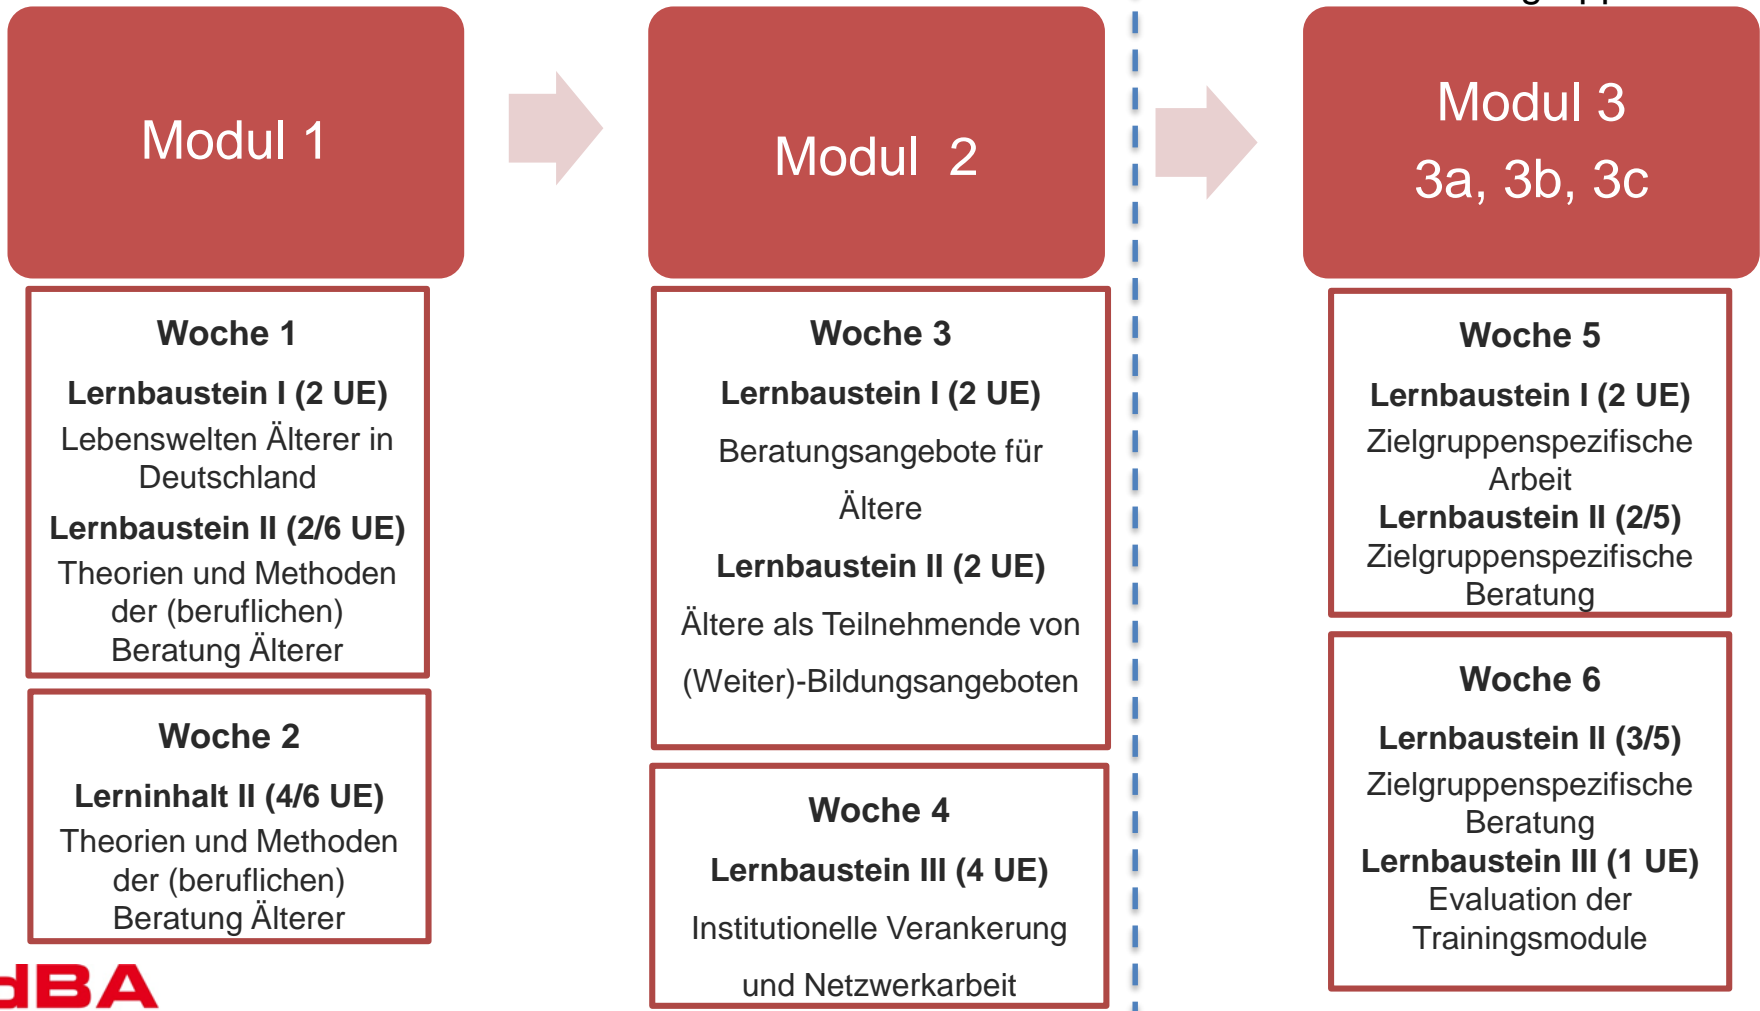 Modul 1
Woche 1
Lernbaustein I (2 UE)
Lebenswelten Älterer in
Deutschland
Lernbaustein II (2/6 UE)
Theorien und Methoden
der (beruflichen)
Beratung Älterer
Woche 2
Lerninhalt II (4/6 UE)
Theorien und Methoden
der (beruflichen)
Beratung Älterer
Modul 2
Woche 3
Lernbaustein I (2 UE)
Beratungsangebote für
Ältere
Lernbaustein II (2 UE)
Ältere als Teilnehmende von
(Weiter)-Bildungsangeboten
Woche 4
Lernbaustein III (4 UE)
Institutionelle Verankerung
und Netzwerkarbeit
Modul 3
3a, 3b, 3c
Woche 5
Lernbaustein I (2 UE)
Zielgruppenspezifische
Arbeit
Lernbaustein II (2/5)
Zielgruppenspezifische
Beratung
Woche 6
Lernbaustein II (3/5)
Zielgruppenspezifische
Beratung
Lernbaustein III (1 UE)
Evaluation der
Trainingsmodule
dBA